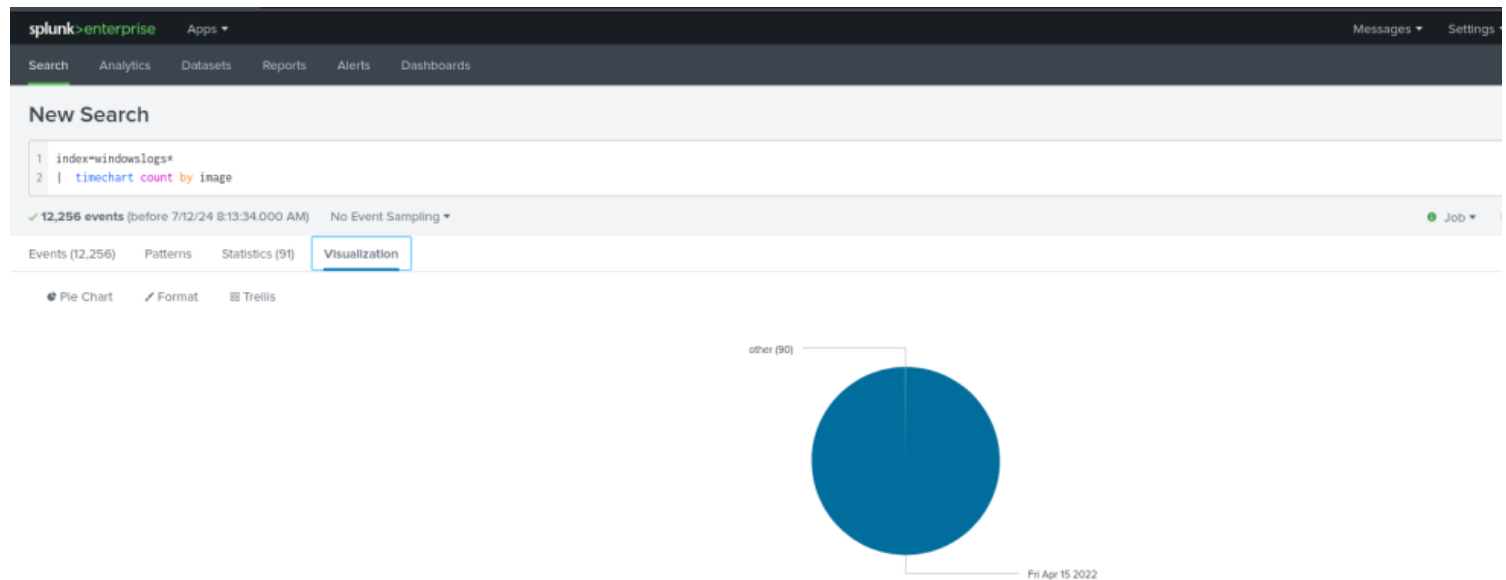 splunk>enterprise Apps Messages Settings
Search Analytics Datasets Reports Alerts Dashboards
New Search
1 index=windowslogs*
2 | timechart count by image
✓ 12,256 events (before 7/12/24 8:13:34.000 AM) No Event Sampling Job
Events (12,256) Patterns Statistics (91) Visualization
Pie Chart Format Trellis
other (90)
Fri Apr 15 2022